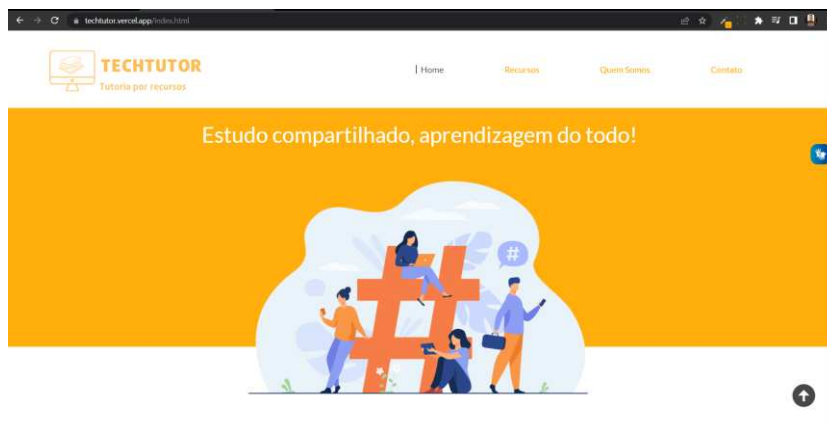 techtutor.vercel.app/index.html
TECHTUTOR
Tutoria por recursos
Home Recursos Quem Somos Contato
Estudo compartilhado, aprendizagem do todo!
#